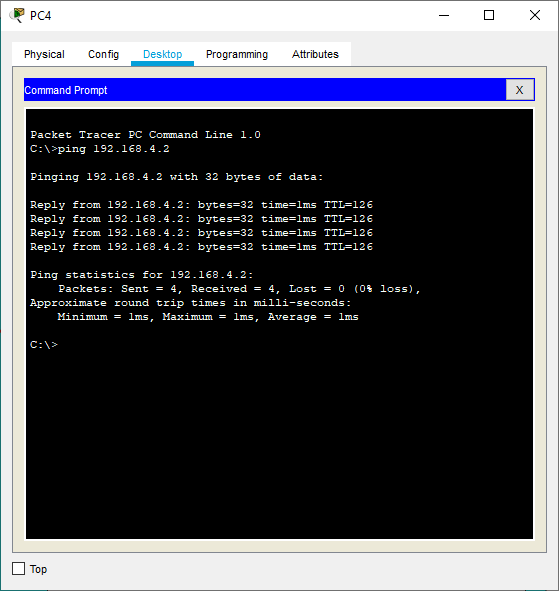 PC4
Physical Config Desktop Programming Attributes
Command Prompt X
Packet Tracer PC Command Line 1.0
C:\>ping 192.168.4.2
Pinging 192.168.4.2 with 32 bytes of data:
Reply from 192.168.4.2: bytes=32 time=1ms TTL=126
Reply from 192.168.4.2: bytes=32 time=1ms TTL=126
Reply from 192.168.4.2: bytes=32 time=1ms TTL=126
Reply from 192.168.4.2: bytes=32 time=1ms TTL=126
Ping statistics for 192.168.4.2:
Packets: Sent = 4, Received = 4, Lost = 0 (0% loss),
Approximate round trip times in milli-seconds:
Minimum = 1ms, Maximum = 1ms, Average = 1ms
C:\>
Top